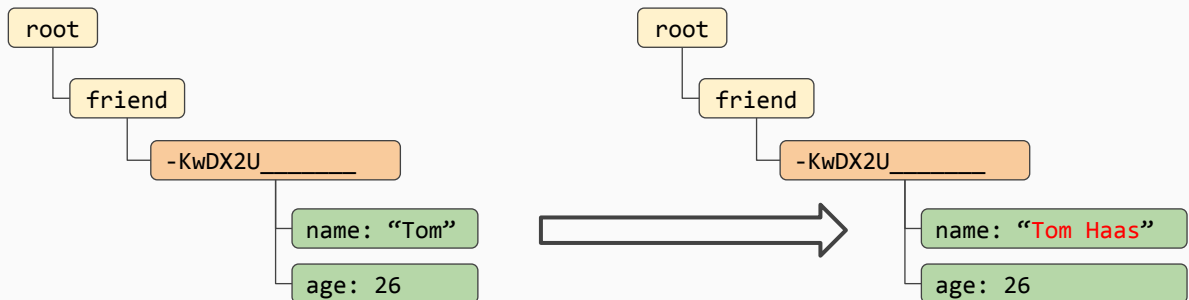 root
friend
-KwDX2U_______
name: “Tom”
age: 26
root
friend
-KwDX2U_______
name: “Tom Haas”
age: 26